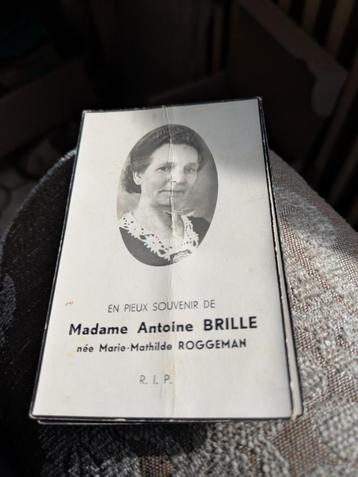 EN PIEUX SOUVENIR DE
Madame Antoine BRILLE
née Marie-Mathilde ROGGEMAN
R. I. P.